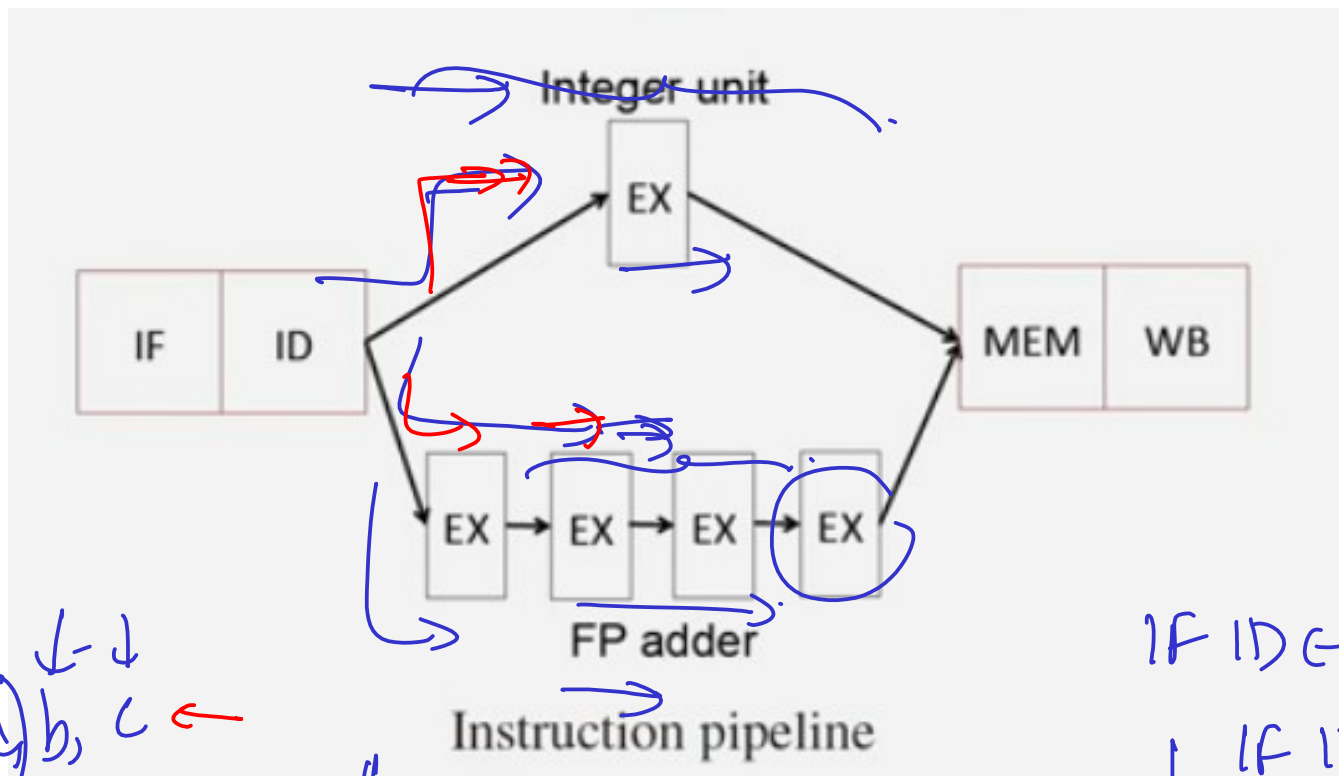 Integer unit
EX
IF ID MEM WB
EX EX EX EX
FP adder
IF ID
b, c
Instruction pipeline
IF